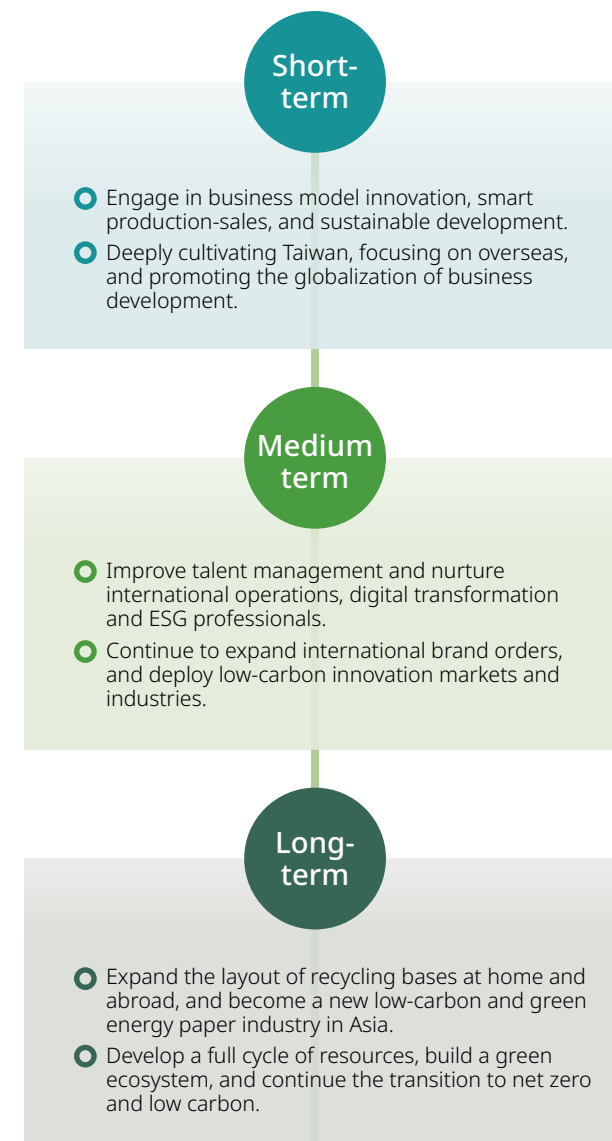 Short-
term
Engage in business model innovation, smart
production-sales, and sustainable development.
Deeply cultivating Taiwan, focusing on overseas,
and promoting the globalization of business
development.
Medium
term
Improve talent management and nurture
international operations, digital transformation
and ESG professionals.
Continue to expand international brand orders,
and deploy low-carbon innovation markets and
industries.
Long-
term
Expand the layout of recycling bases at home and
abroad, and become a new low-carbon and green
energy paper industry in Asia.
Develop a full cycle of resources, build a green
ecosystem, and continue the transition to net zero
and low carbon.